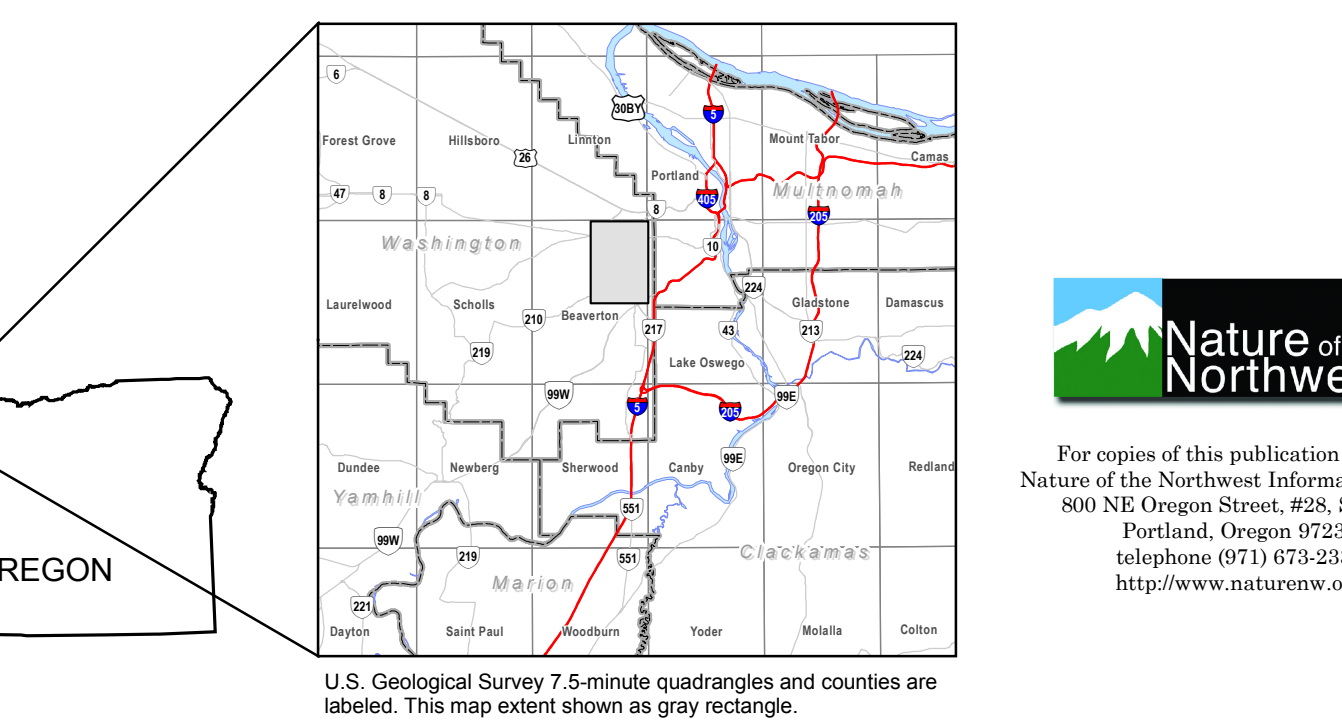 6
30BY
5
Forest Grove
Hillsboro
Linnton
Mount Tabor
Camas
26
Portland
47
8
8
8
405
Multnomah
205
Washington
10
224
Laurelwood
Scholls
Beaverton
Gladstone
Damascus
210
217
43
213
219
Lake Oswego
224
99W
5
205
99E
Dundee
Newberg
Sherwood
Canby
99E
Oregon City
Redland
Yamhill
551
99W
219
551
Clackamas
Marion
221
Dayton
Saint Paul
Woodburn
Yoder
Molalla
Colton
REGON
U.S. Geological Survey 7.5-minute quadrangles and counties are
labeled. This map extent shown as gray rectangle.
Nature of
Northwe
For copies of this publication
Nature of the Northwest Informa
800 NE Oregon Street, #28, S
Portland, Oregon 9723
telephone (971) 673-233
http://www.naturenw.o